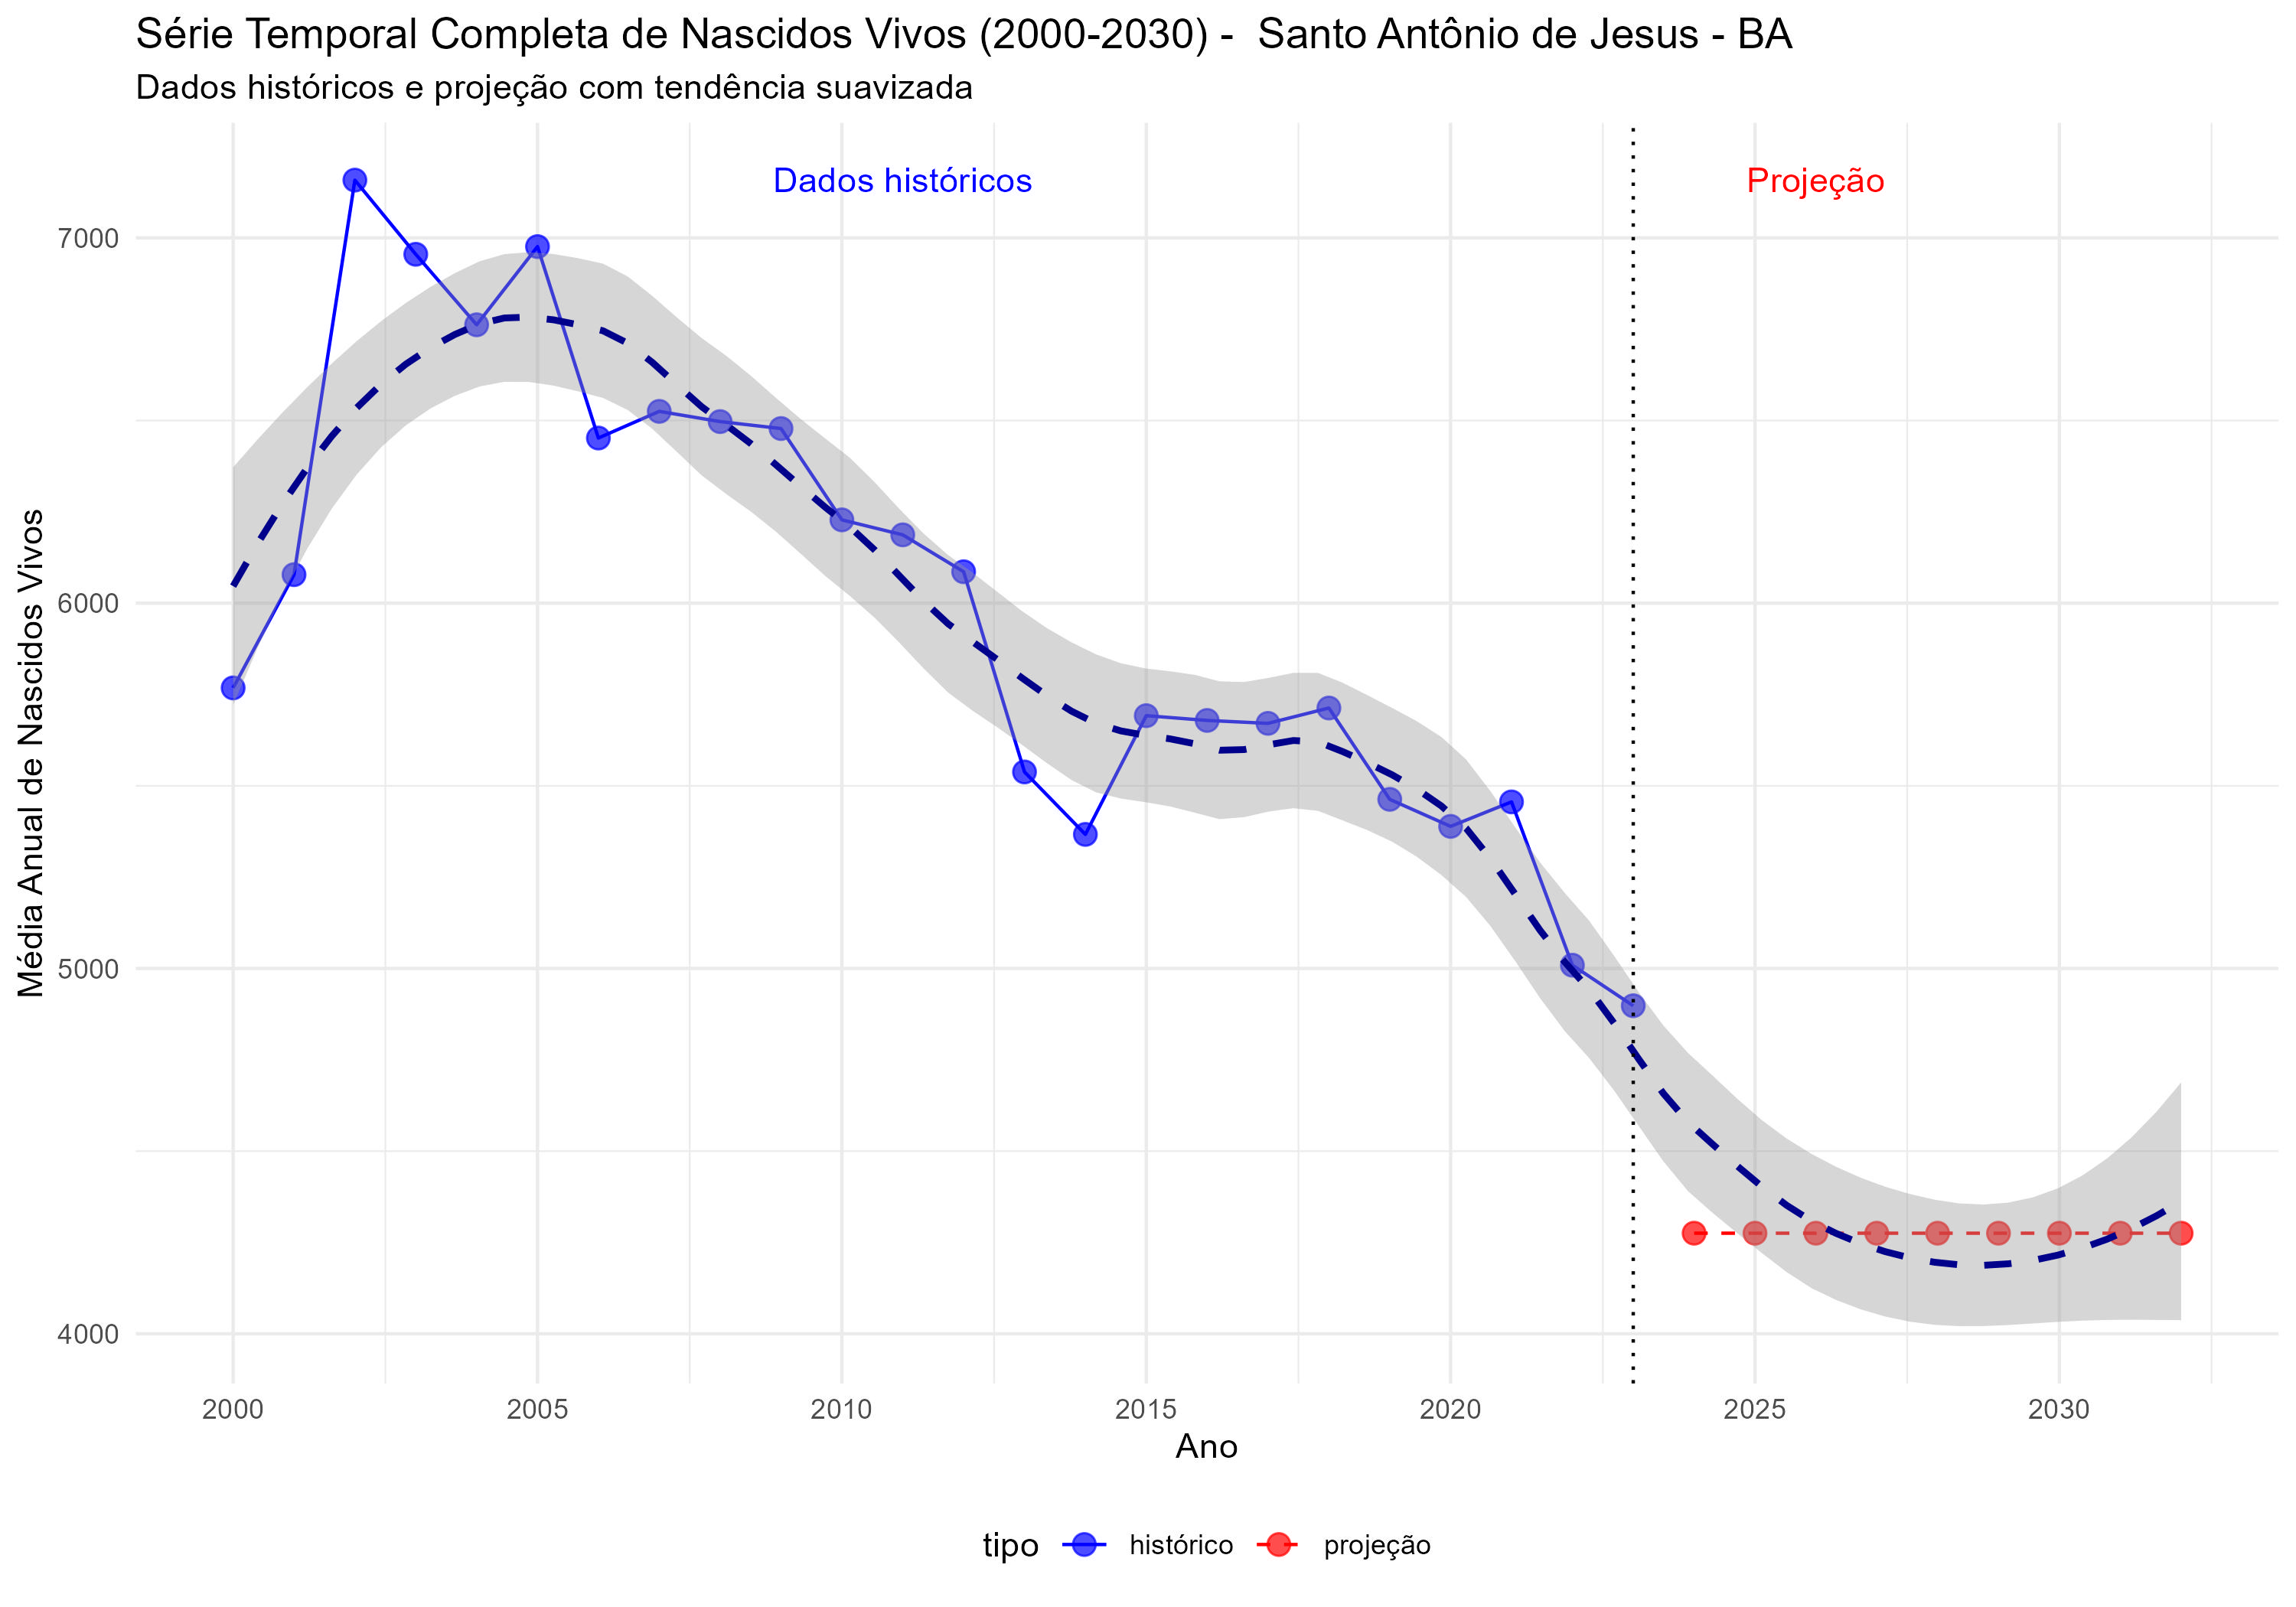 Série Temporal Completa de Nascidos Vivos (2000-2030) -  Santo Antônio de Jesus - BA
Dados históricos e projeção com tendência suavizada
Dados históricos
Projeção
Média Anual de Nascidos Vivos
7000
6000
5000
4000
2000
2005
2010
2015
2020
2025
2030
Ano
tipo
histórico
projeção